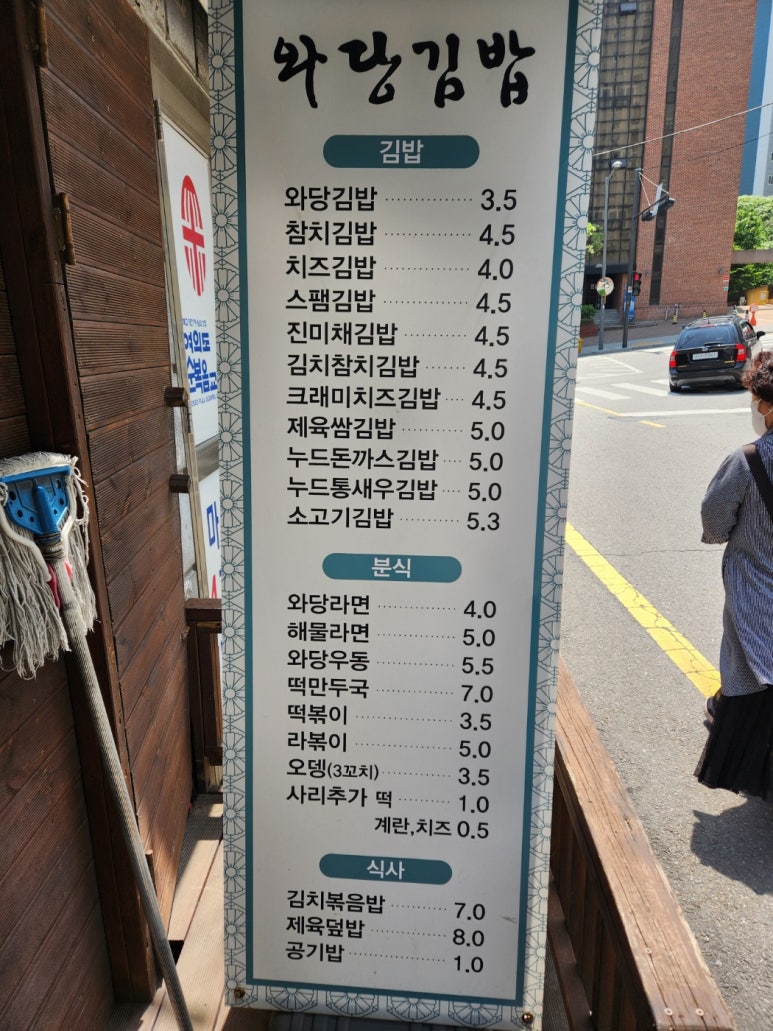 와당김밥
김밥
와당김밥 3.5
참치김밥 4.5
치즈김밥 4.0
스팸김밥 4.5
진미채김밥 4.5
김치참치김밥 4.5
크래미치즈김밥 4.5
제육쌈김밥 5.0
누드돈까스김밥 5.0
누드통새우김밥 5.0
소고기김밥 5.3
분식
와당라면 4.0
해물라면 5.0
와당우동 5.5
떡만두국 7.0
떡볶이 3.5
라볶이 5.0
오뎅(3꼬치) 3.5
사리추가 떡 1.0
계란,치즈 0.5
식사
김치볶음밥 7.0
제육덮밥 8.0
공기밥 1.0
여의도
순복음교
마